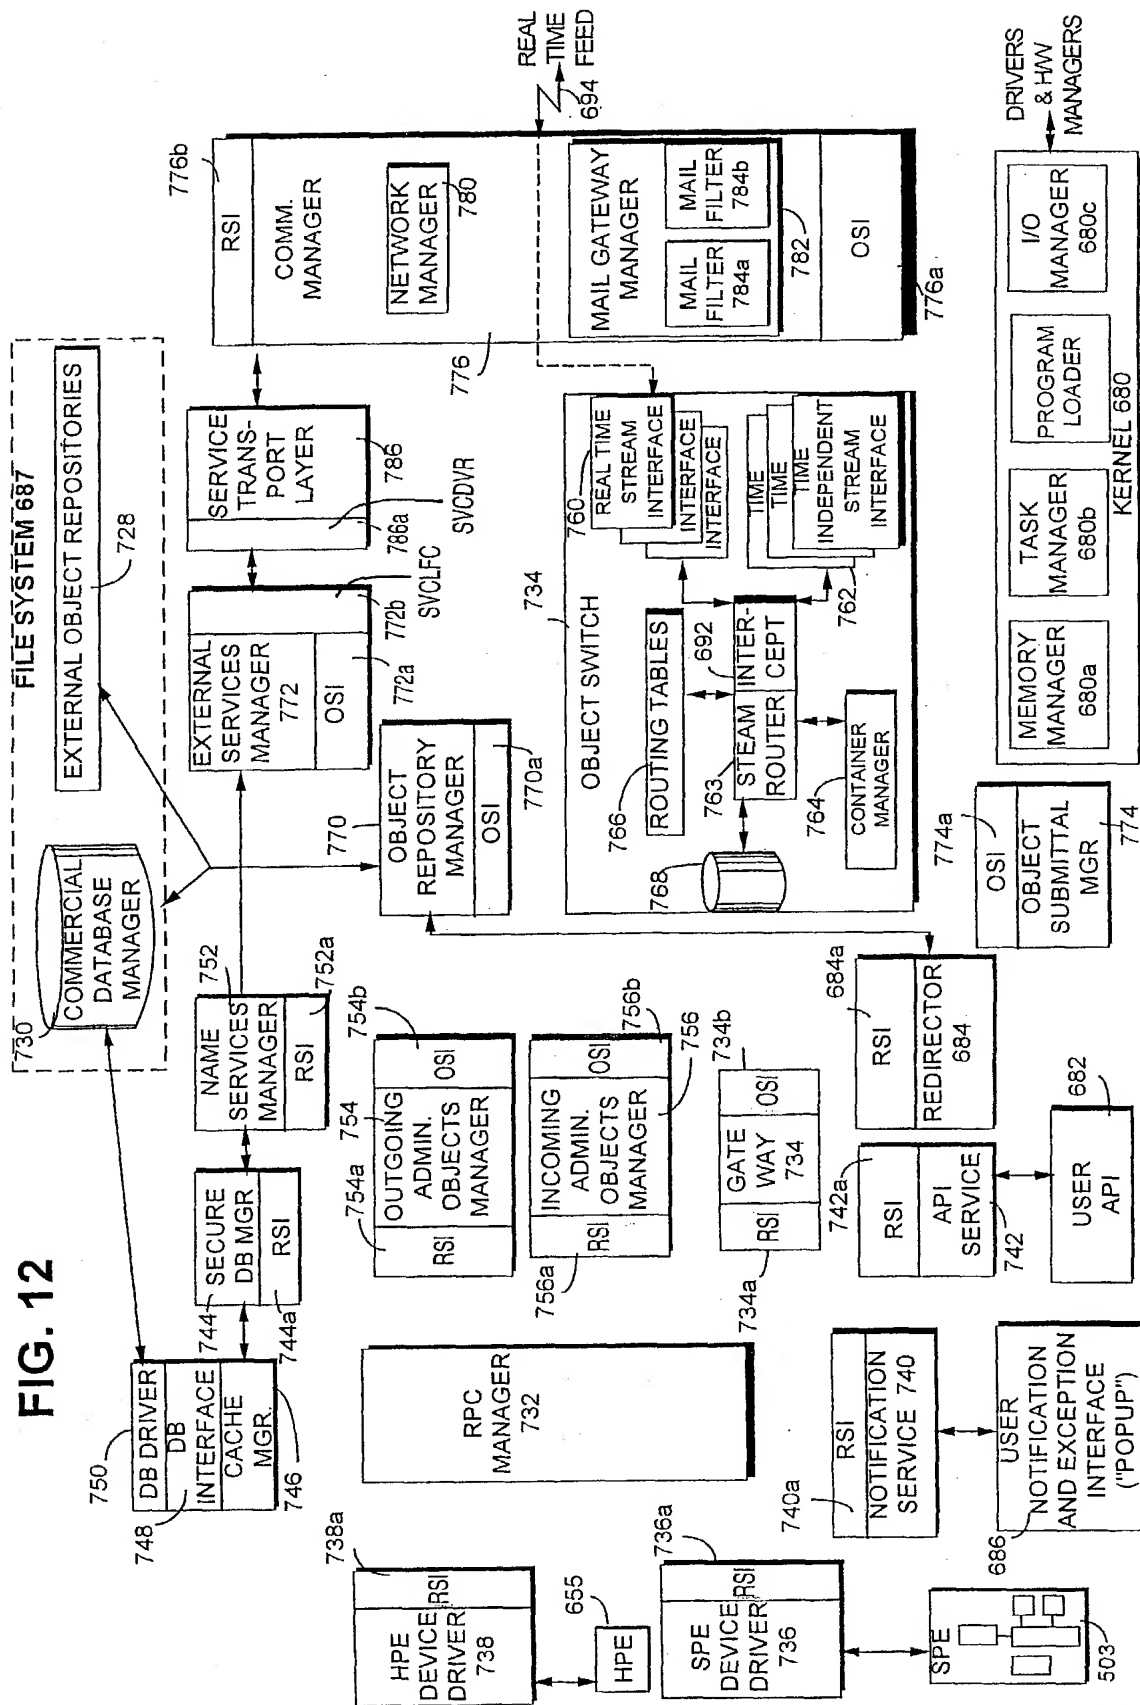 FIG. 12
FILE SYSTEM 687
730
COMMERCIAL
DATABASE
MANAGER
EXTERNAL OBJECT REPOSITORIES
728
750
DB DRIVER
DB
INTERFACE
748
CACHE
MGR.
746
744
SECURE
DB MGR
RSI
744a
NAME
SERVICES
MANAGER
752
RSI
752a
EXTERNAL
SERVICES
MANAGER
772
OSI
772a
772b
SVCLFC
SERVICE
TRANS-
PORT
LAYER
786
786a
SVCDVR
776b
RSI
COMM.
MANAGER
NETWORK
MANAGER
780
776
MAIL GATEWAY
MANAGER
MAIL
FILTER
784a
MAIL
FILTER
784b
782
OSI
776a
REAL
TIME
FEED
694
738a
HPE
DEVICE
DRIVER
738
RSI
655
HPE
RPC
MANAGER
732
754a
754
754b
RSI
OUTGOING
ADMIN.
OBJECTS
MANAGER
OSI
770
OBJECT
REPOSITORY
MANAGER
OSI
770a
756a
RSI
INCOMING
ADMIN.
OBJECTS
MANAGER
OSI
756b
756
734
OBJECT SWITCH
760
REAL TIME
STREAM
INTERFACE
INTERFACE
INTERFACE
766
ROUTING TABLES
692
768
763
STEAM
ROUTER
INTER-
CEPT
764
CONTAINER
MANAGER
762
TIME
TIME
TIME
INDEPENDENT
STREAM
INTERFACE
736a
SPE
DEVICE
DRIVER
736
RSI
SPE
503
734a
RSI
GATE
WAY
734
OSI
734b
740a
RSI
NOTIFICATION
SERVICE 740
686
USER
NOTIFICATION
AND EXCEPTION
INTERFACE
("POPUP")
742a
RSI
API
SERVICE
742
USER
API
682
684a
RSI
REDIRECTOR
684
774a
OSI
OBJECT
SUBMITTAL
MGR
774
MEMORY
MANAGER
680a
TASK
MANAGER
680b
PROGRAM
LOADER
I/O
MANAGER
680c
KERNEL 680
DRIVERS
& H/W
MANAGERS